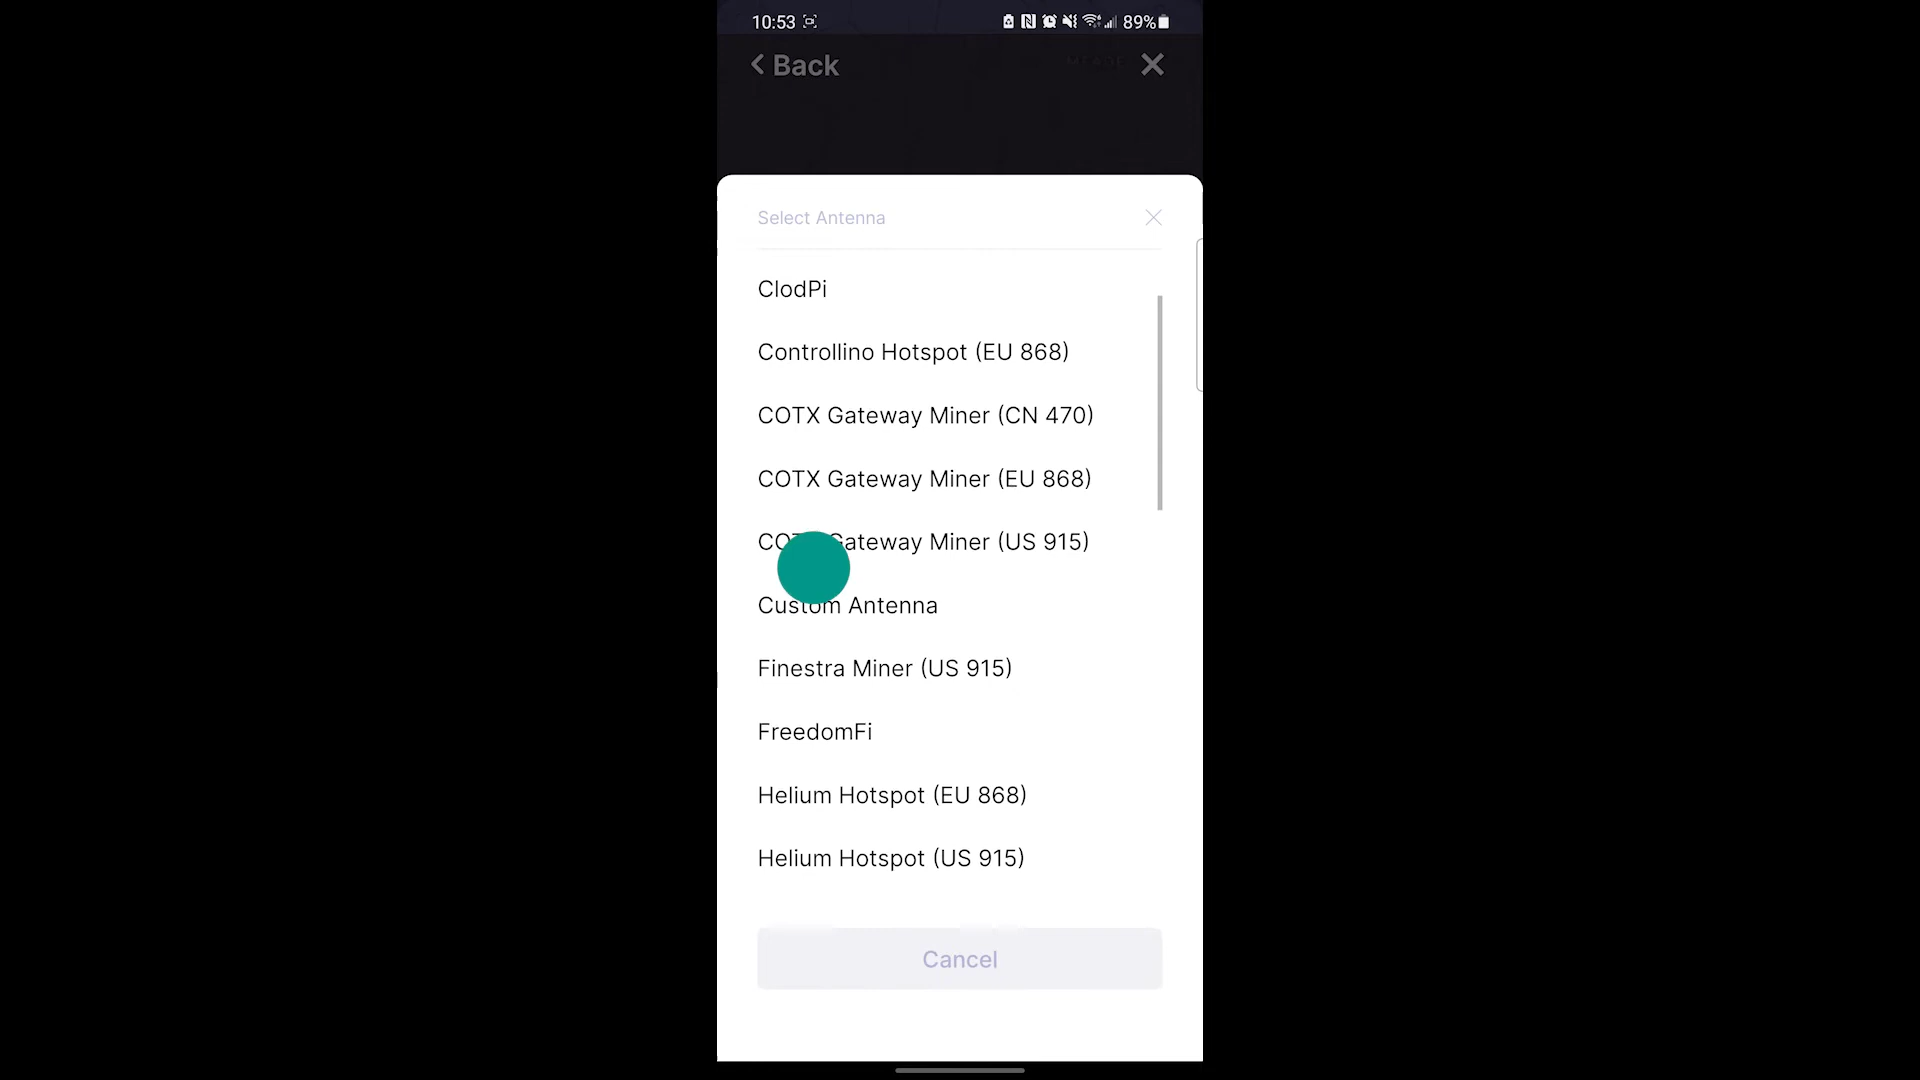 10:53
89%
Back
Select Antenna
ClodPi
Controllino Hotspot (EU 868)
COTX Gateway Miner (CN 470)
COTX Gateway Miner (EU 868)
Gateway Miner (US 915)
Custom Antenna
Finestra Miner (US 915)
FreedomFi
Helium Hotspot (EU 868)
Helium Hotspot (US 915)
Cancel